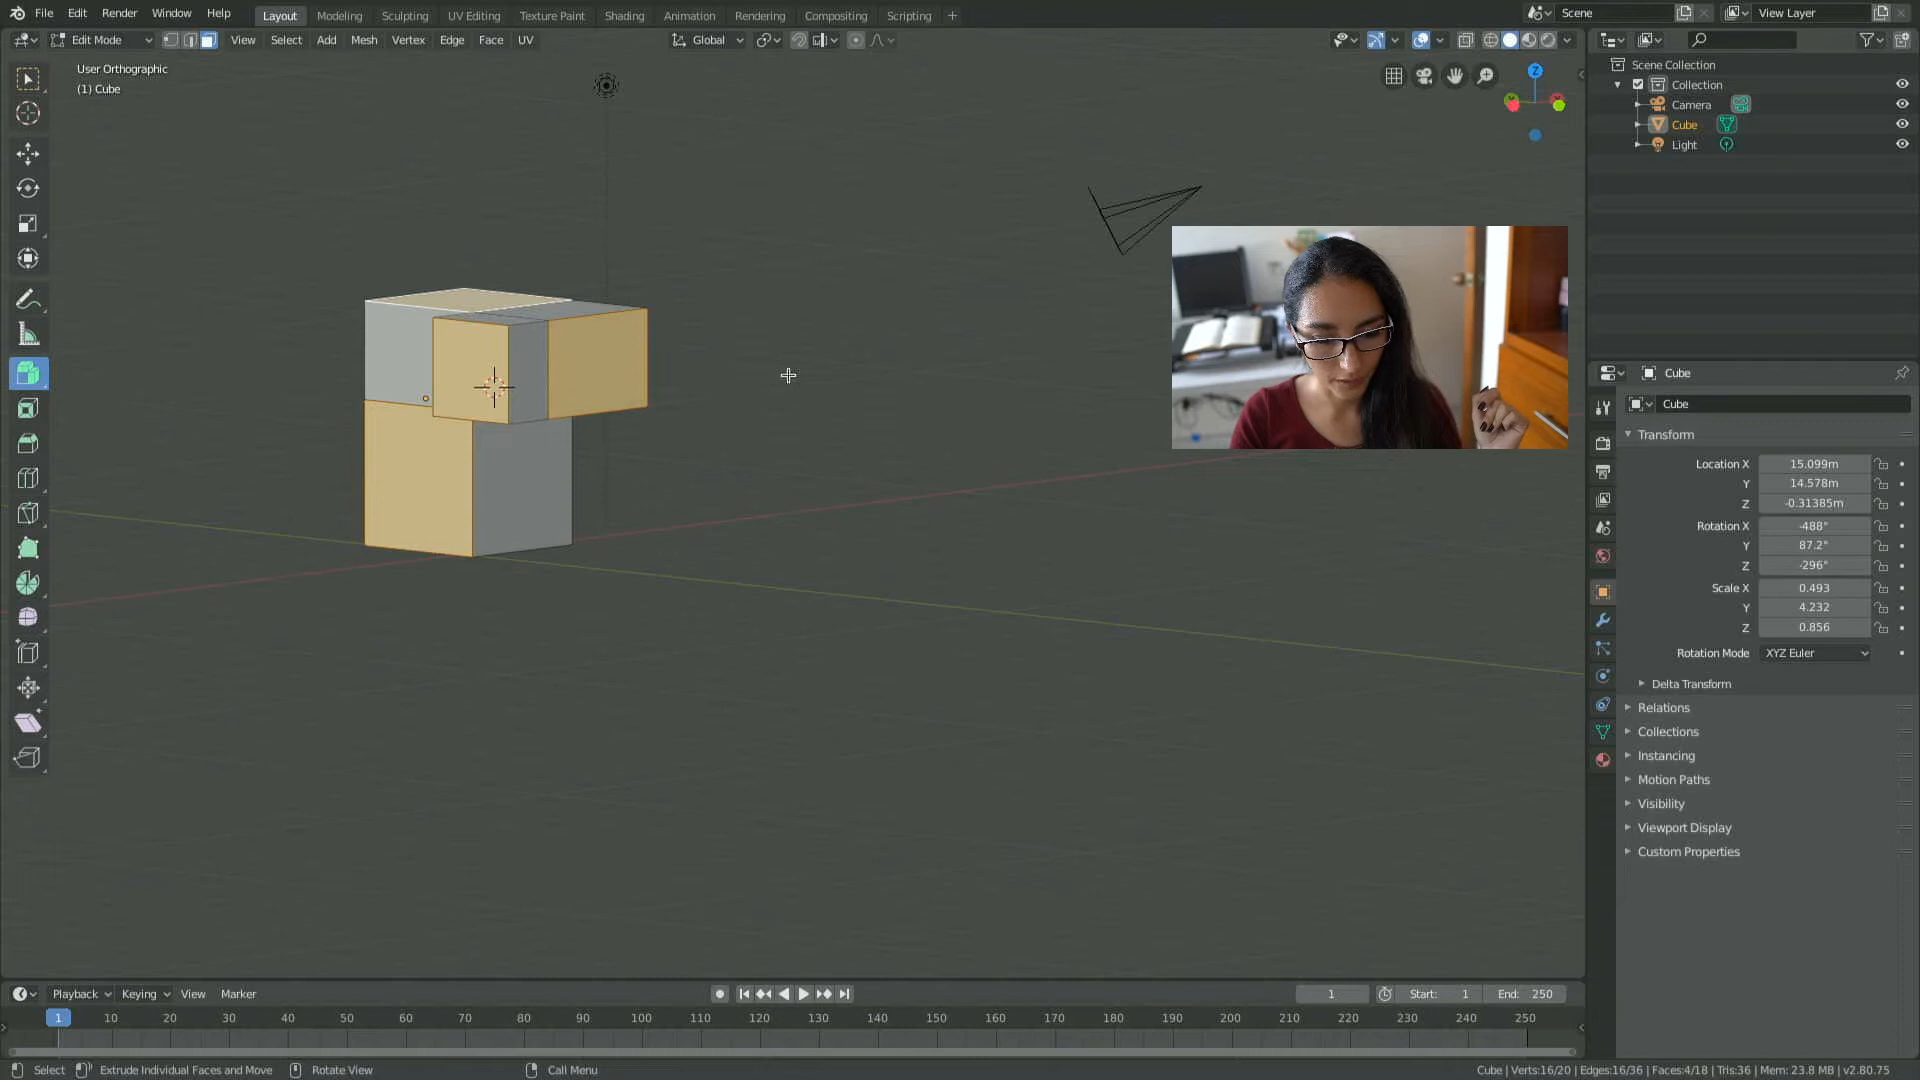 File Edit Render Window Help Layout Modeling Sculpting UV Editing Texture Paint Shading Animation Rendering Compositing Scripting + Scene View Layer
Edit Mode View Select Add Mesh Vertex Edge Face UV Global
User Orthographic
(1) Cube
Z
Scene Collection
Collection
Camera
Cube
Light
Cube
Cube
Transform
Location X 15.099m
Y 14.578m
Z -0.31385m
Rotation X -488°
Y 87.2°
Z -296°
Scale X 0.493
Y 4.232
Z 0.856
Rotation Mode XYZ Euler
Delta Transform
Relations
Collections
Instancing
Motion Paths
Visibility
Viewport Display
Custom Properties
Playback Keying View Marker 1 Start: 1 End: 250
1 10 20 30 40 50 60 70 80 90 100 110 120 130 140 150 160 170 180 190 200 210 220 230 240 250
Select Extrude Individual Faces and Move Rotate View Call Menu Cube | Verts:16/20 | Edges:16/36 | Faces:4/18 | Tris:36 | Mem: 23.8 MB | v2.80.75